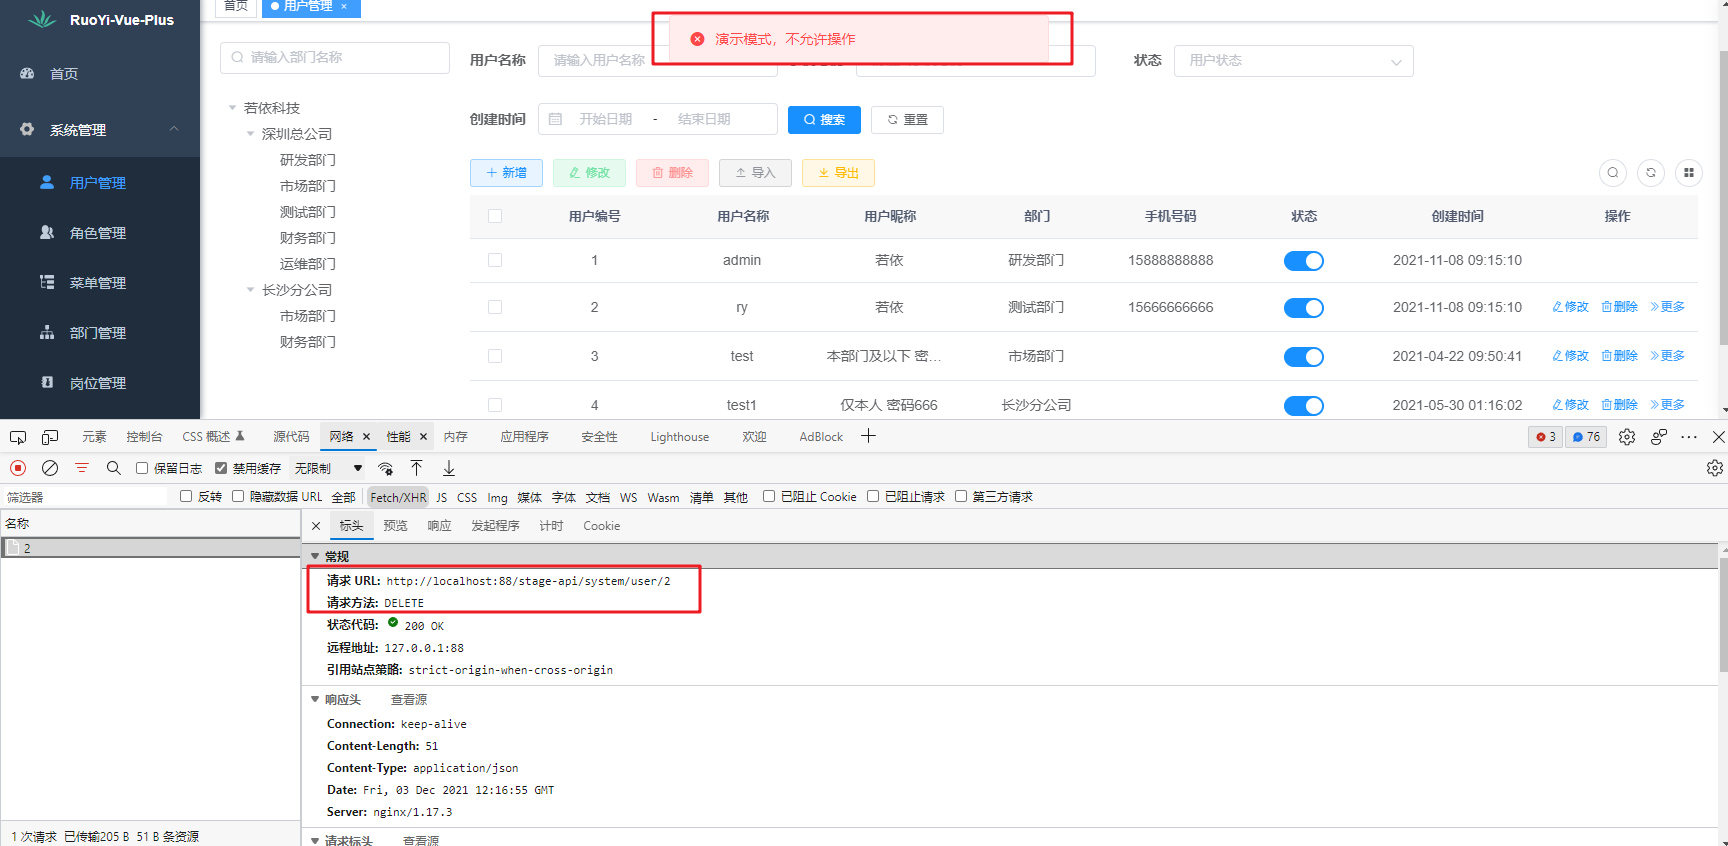 RuoYi-Vue-Plus
首页
用户管理 ×
演示模式，不允许操作
首页
系统管理
用户管理
角色管理
菜单管理
部门管理
岗位管理
请输入部门名称
若依科技
深圳总公司
研发部门
市场部门
测试部门
财务部门
运维部门
长沙分公司
市场部门
财务部门
用户名称 请输入用户名称
状态 用户状态
创建时间 开始日期 - 结束日期 搜索 重置
新增 修改 删除 导入 导出
用户编号 用户名称 用户昵称 部门 手机号码 状态 创建时间 操作
1 admin 若依 研发部门 15888888888 2021-11-08 09:15:10
2 ry 若依 测试部门 15666666666 2021-11-08 09:15:10 修改 删除 更多
3 test 本部门及以下 密... 市场部门 2021-04-22 09:50:41 修改 删除 更多
4 test1 仅本人 密码666 长沙分公司 2021-05-30 01:16:02 修改 删除 更多
元素 控制台 CSS 概述 源代码 网络 × 性能 × 内存 应用程序 安全性 Lighthouse 欢迎 AdBlock 3 76
保留日志 禁用缓存 无限制
筛选器 反转 隐藏数据 URL 全部 Fetch/XHR JS CSS Img 媒体 字体 文档 WS Wasm 清单 其他 已阻止 Cookie 已阻止请求 第三方请求
名称
2
标头 预览 响应 发起程序 计时 Cookie
常规
请求 URL: http://localhost:88/stage-api/system/user/2
请求方法: DELETE
状态代码: 200 OK
远程地址: 127.0.0.1:88
引用站点策略: strict-origin-when-cross-origin
响应头 查看源
Connection: keep-alive
Content-Length: 51
Content-Type: application/json
Date: Fri, 03 Dec 2021 12:16:55 GMT
Server: nginx/1.17.3
请求标头 查看源
1 次请求 已传输205 B 51 B 条资源